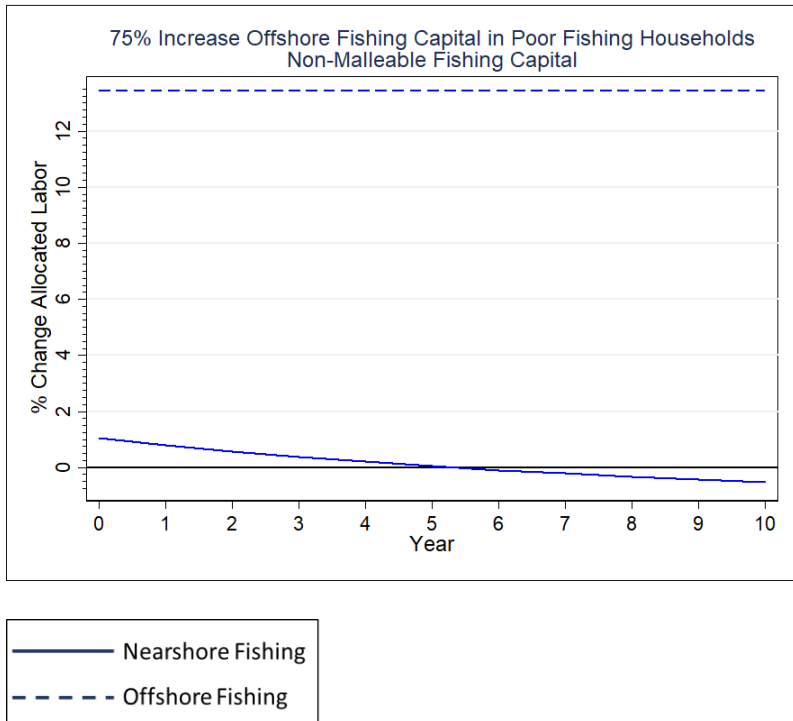 75% Increase Offshore Fishing Capital in Poor Fishing Households
Non-Malleable Fishing Capital
% Change Allocated Labor
12
10
8
6
4
2
0
0 1 2 3 4 5 6 7 8 9 10
Year
Nearshore Fishing
Offshore Fishing